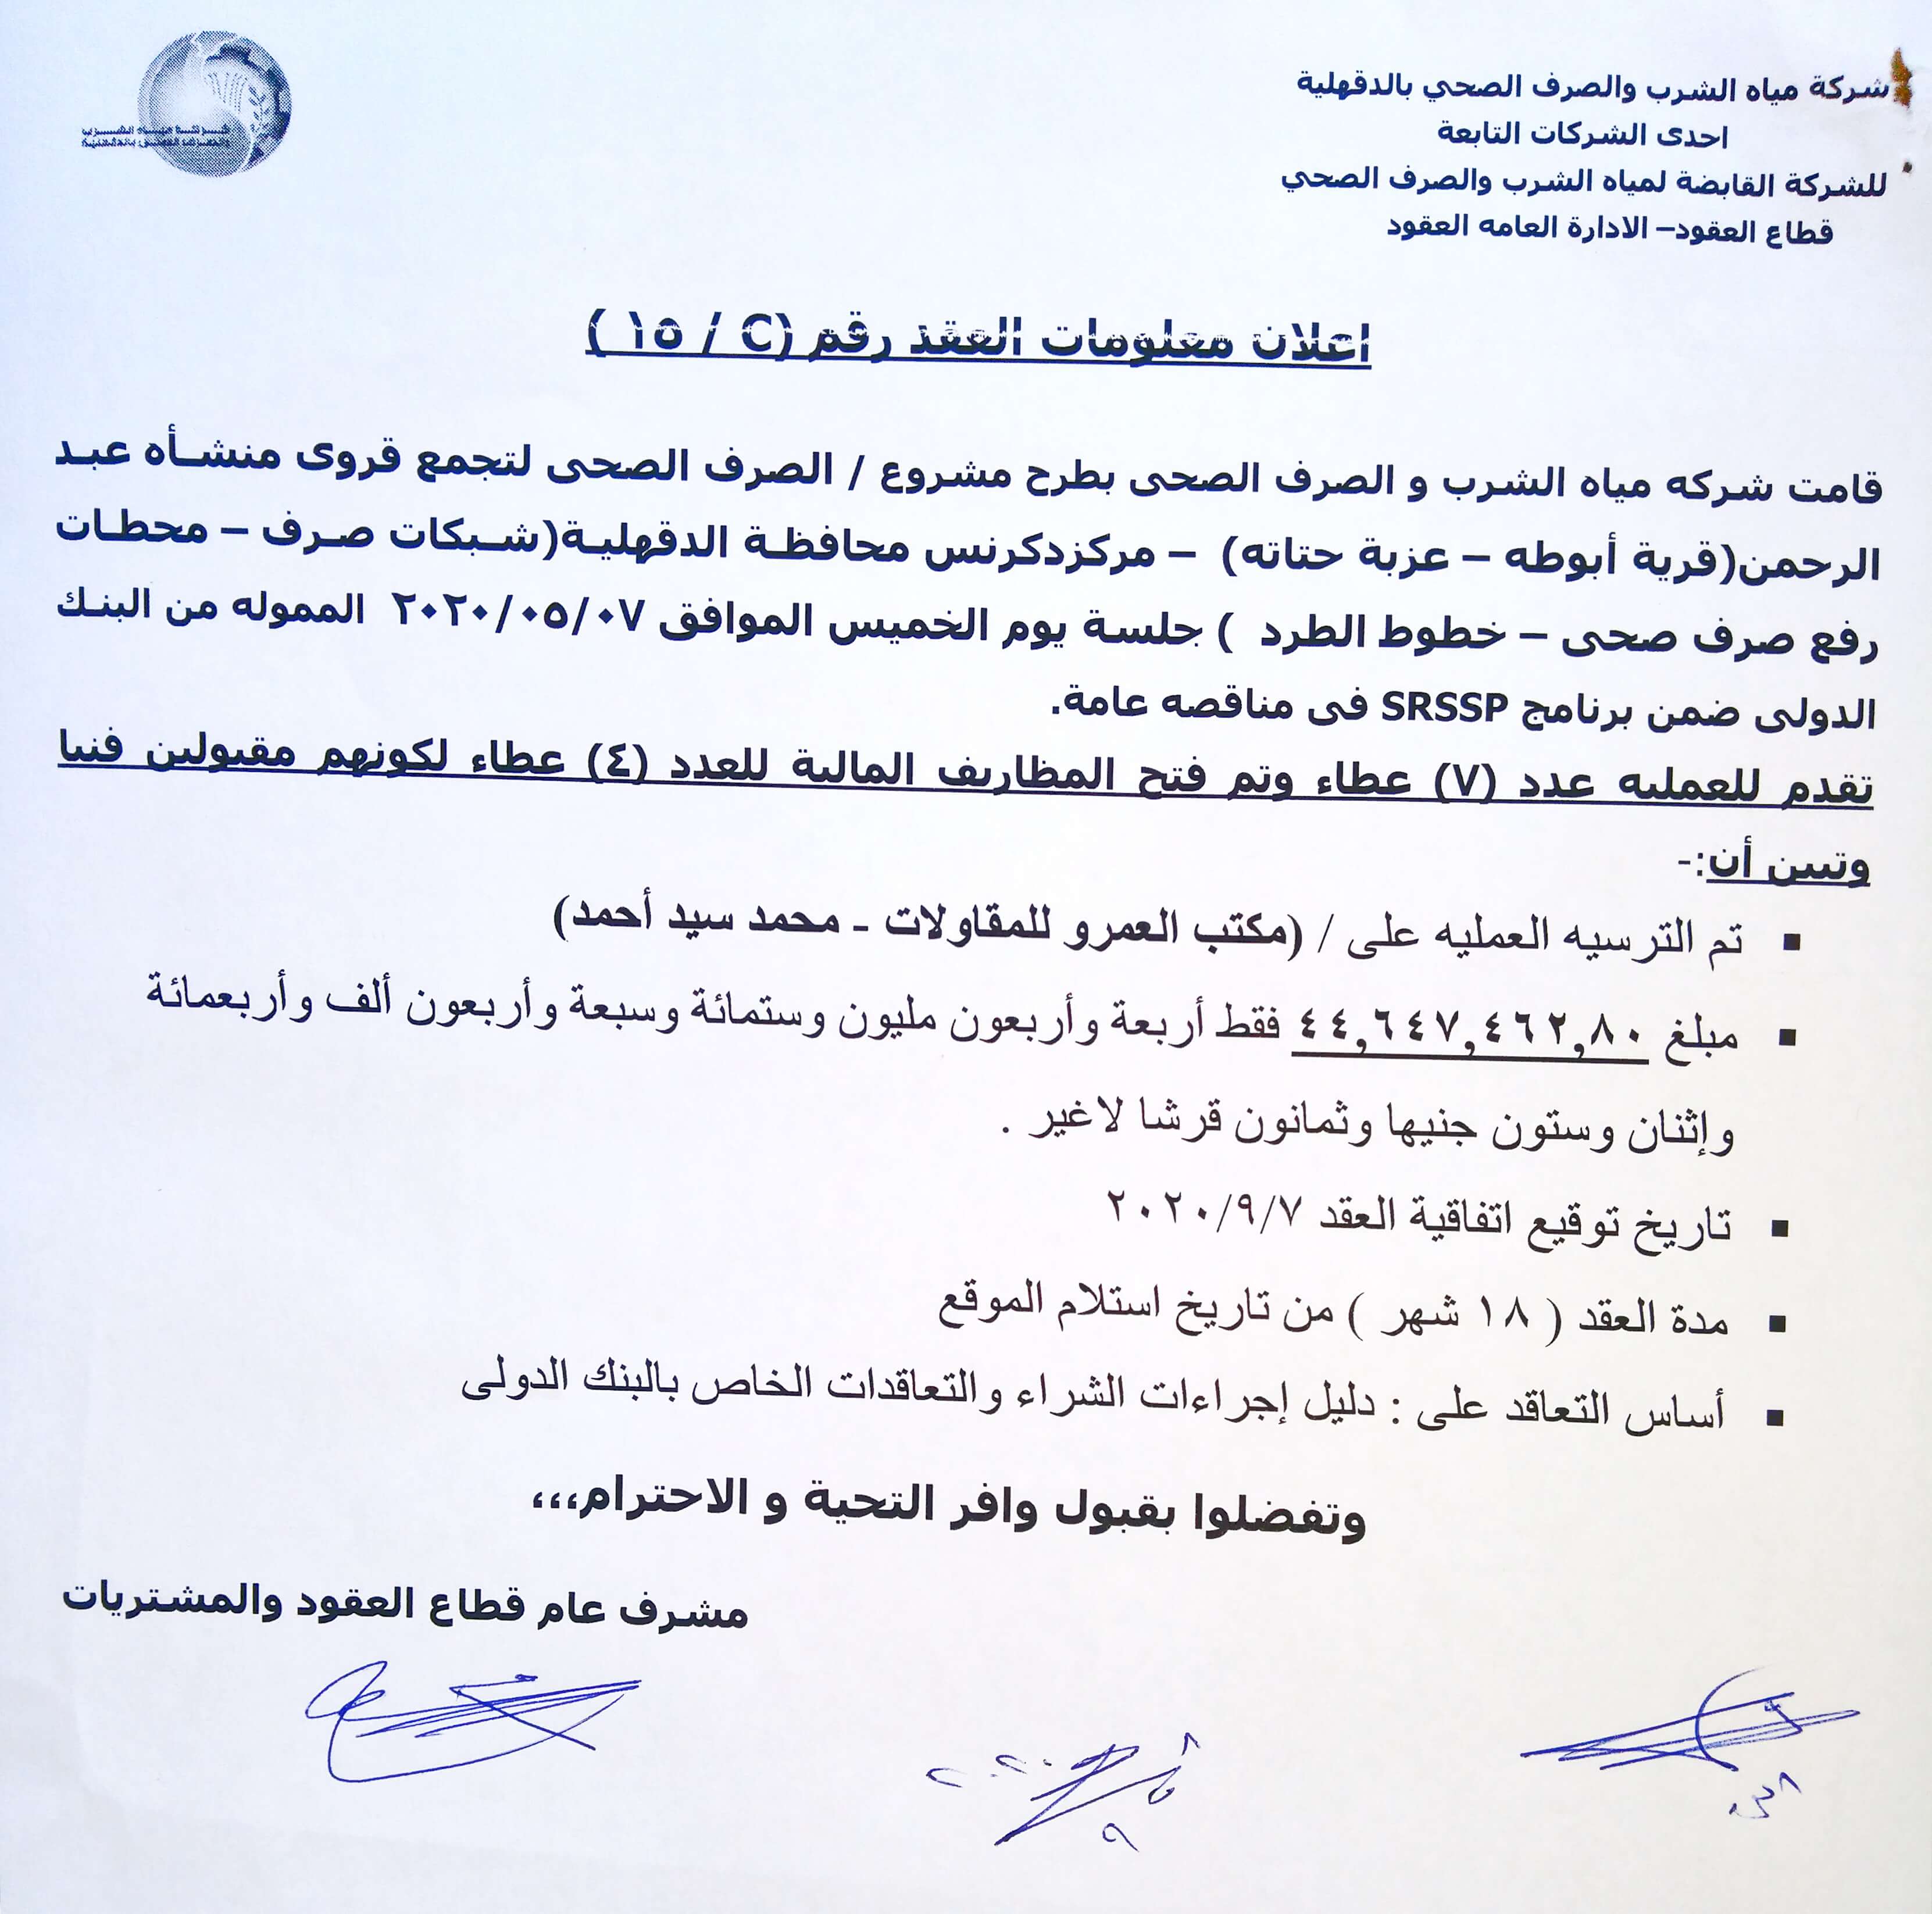 شركة مياه الشرب والصرف الصحي بالدقهلية
احدى الشركات التابعة
للشركة القابضة لمياه الشرب والصرف الصحي
قطاع العقود– الادارة العامه العقود
شركة مياه الشرب
والصرف الصحى بالدقهلية
اعلان معلومات العقد رقم (C / ١٥ )
قامت شركه مياه الشرب و الصرف الصحى بطرح مشروع / الصرف الصحى لتجمع قروى منشأه عبد
الرحمن(قرية أبوطه – عزبة حتاته) – مركزدكرنس محافظة الدقهلية(شبكات صرف – محطات
رفع صرف صحى – خطوط الطرد ) جلسة يوم الخميس الموافق ٢٠٢٠/٠٥/٠٧ المموله من البنك
الدولى ضمن برنامج SRSSP فى مناقصه عامة.
تقدم للعمليه عدد (٧) عطاء وتم فتح المظاريف المالية للعدد (٤) عطاء لكونهم مقبولين فنيا
وتبين أن:-
▪ تم الترسيه العمليه على / (مكتب العمرو للمقاولات - محمد سيد أحمد)
▪ مبلغ ٤٤,٦٤٧,٤٦٢,٨٠ فقط أربعة وأربعون مليون وستمائة وسبعة وأربعون ألف وأربعمائة
وإثنان وستون جنيها وثمانون قرشا لاغير .
▪ تاريخ توقيع اتفاقية العقد ٢٠٢٠/٩/٧
▪ مدة العقد ( ١٨ شهر ) من تاريخ استلام الموقع
▪ أساس التعاقد على : دليل إجراءات الشراء والتعاقدات الخاص بالبنك الدولى
وتفضلوا بقبول وافر التحية و الاحترام،،،
مشرف عام قطاع العقود والمشتريات